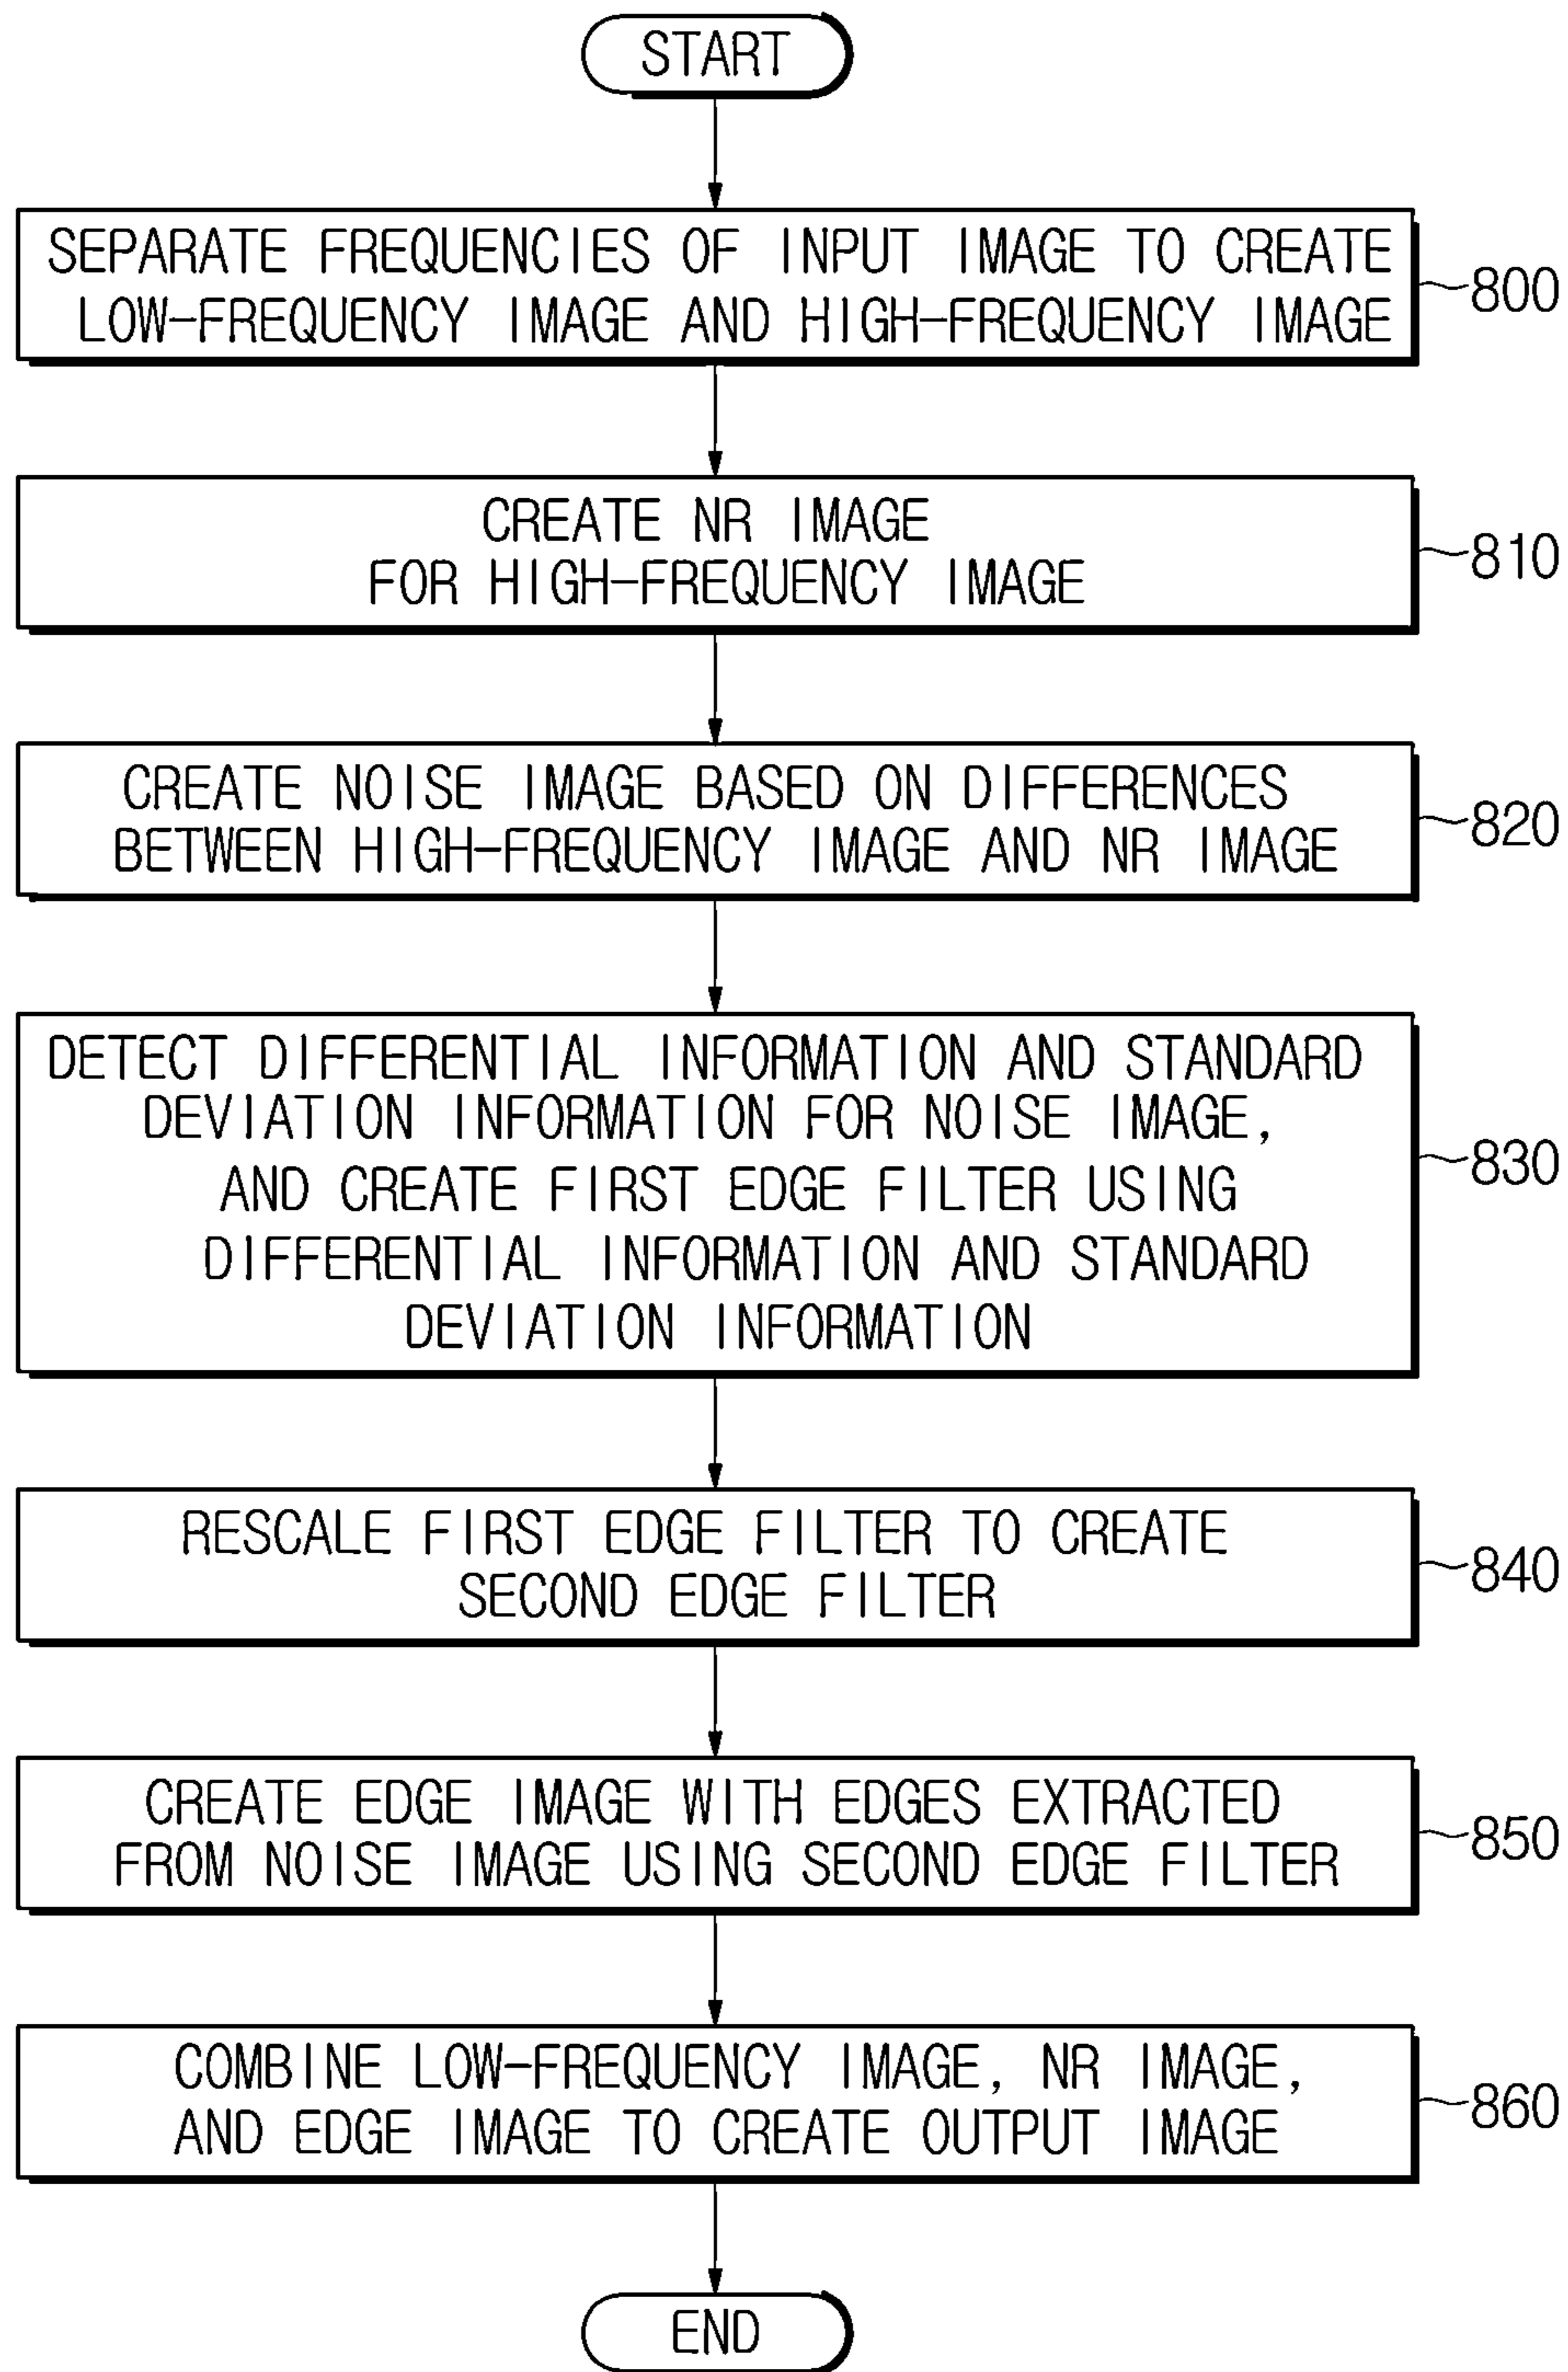 START
SEPARATE FREQUENCIES OF INPUT IMAGE TO CREATE
LOW-FREQUENCY IMAGE AND HIGH-FREQUENCY IMAGE
800
CREATE NR IMAGE
FOR HIGH-FREQUENCY IMAGE
810
CREATE NOISE IMAGE BASED ON DIFFERENCES
BETWEEN HIGH-FREQUENCY IMAGE AND NR IMAGE
820
DETECT DIFFERENTIAL INFORMATION AND STANDARD
DEVIATION INFORMATION FOR NOISE IMAGE,
AND CREATE FIRST EDGE FILTER USING
DIFFERENTIAL INFORMATION AND STANDARD
DEVIATION INFORMATION
830
RESCALE FIRST EDGE FILTER TO CREATE
SECOND EDGE FILTER
840
CREATE EDGE IMAGE WITH EDGES EXTRACTED
FROM NOISE IMAGE USING SECOND EDGE FILTER
850
COMBINE LOW-FREQUENCY IMAGE, NR IMAGE,
AND EDGE IMAGE TO CREATE OUTPUT IMAGE
860
END